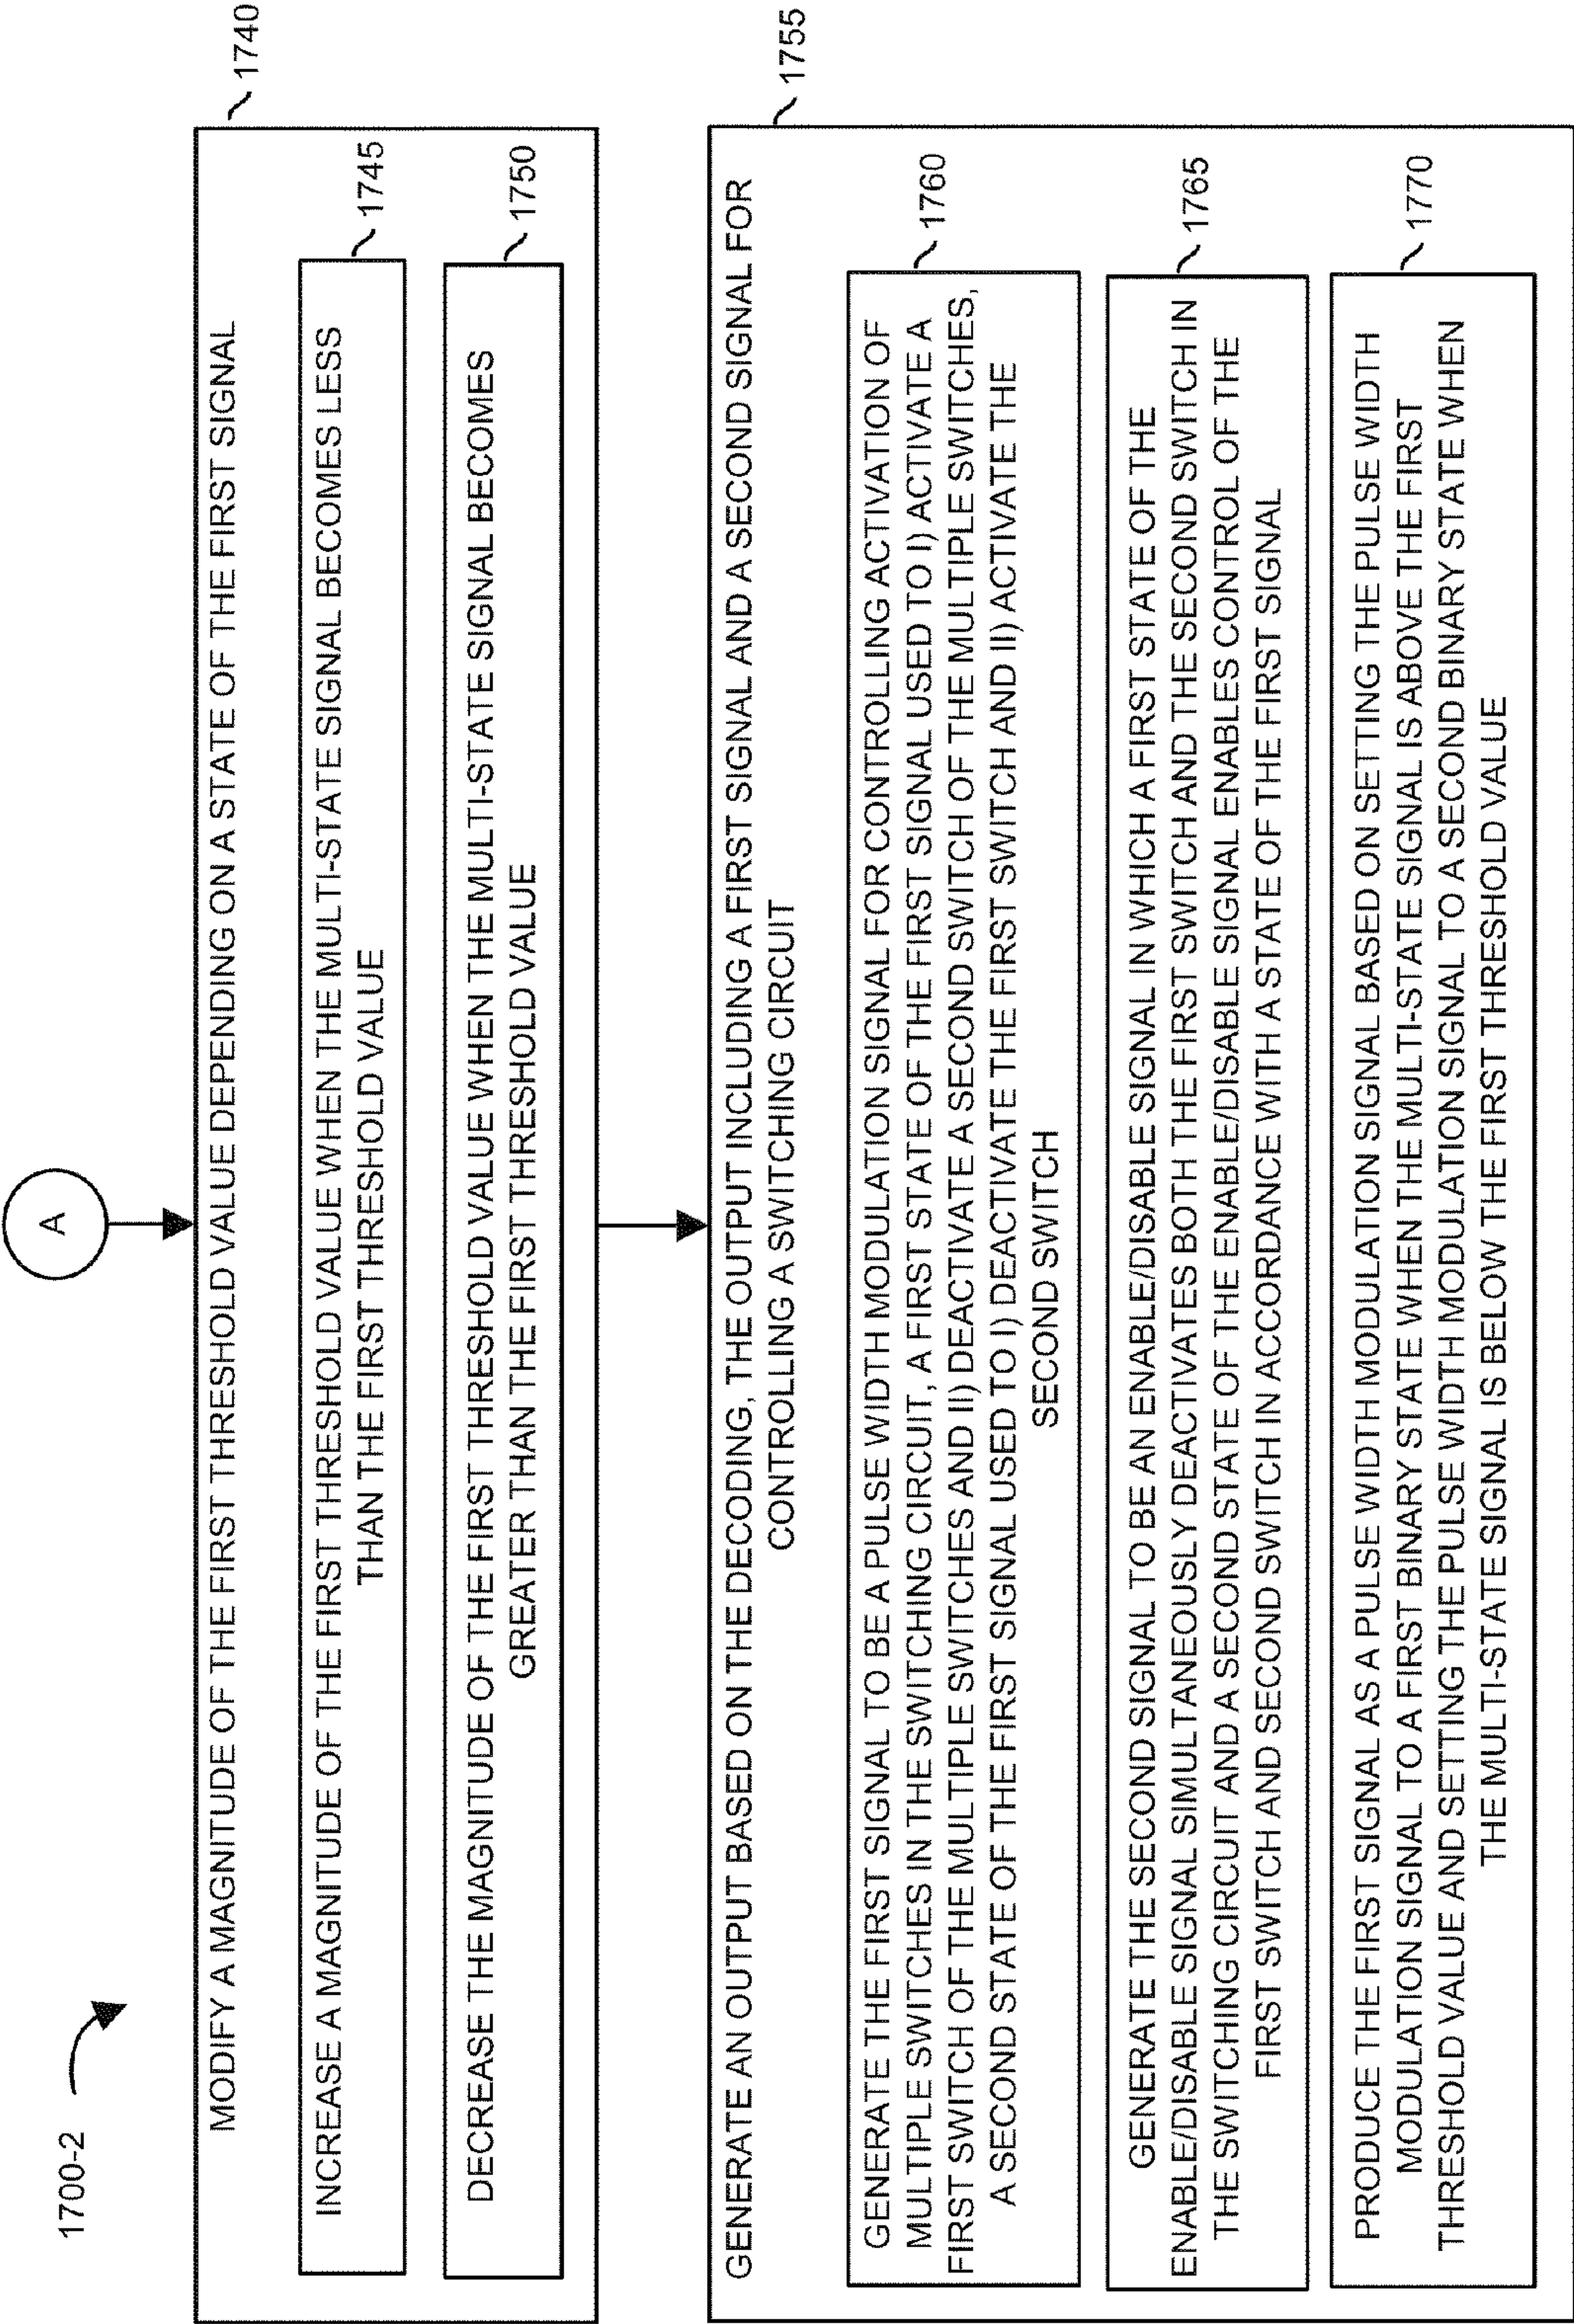 1700-2
A
1740
MODIFY A MAGNITUDE OF THE FIRST THRESHOLD VALUE DEPENDING ON A STATE OF THE FIRST SIGNAL
1745
INCREASE A MAGNITUDE OF THE FIRST THRESHOLD VALUE WHEN THE MULTI-STATE SIGNAL BECOMES LESS
THAN THE FIRST THRESHOLD VALUE
1750
DECREASE THE MAGNITUDE OF THE FIRST THRESHOLD VALUE WHEN THE MULTI-STATE SIGNAL BECOMES
GREATER THAN THE FIRST THRESHOLD VALUE
1755
GENERATE AN OUTPUT BASED ON THE DECODING, THE OUTPUT INCLUDING A FIRST SIGNAL AND A SECOND SIGNAL FOR
CONTROLLING A SWITCHING CIRCUIT
1760
GENERATE THE FIRST SIGNAL TO BE A PULSE WIDTH MODULATION SIGNAL FOR CONTROLLING ACTIVATION OF
MULTIPLE SWITCHES IN THE SWITCHING CIRCUIT, A FIRST STATE OF THE FIRST SIGNAL USED TO I) ACTIVATE A
FIRST SWITCH OF THE MULTIPLE SWITCHES AND II) DEACTIVATE A SECOND SWITCH OF THE MULTIPLE SWITCHES,
A SECOND STATE OF THE FIRST SIGNAL USED TO I) DEACTIVATE THE FIRST SWITCH AND II) ACTIVATE THE
SECOND SWITCH
1765
GENERATE THE SECOND SIGNAL TO BE AN ENABLE/DISABLE SIGNAL IN WHICH A FIRST STATE OF THE
ENABLE/DISABLE SIGNAL SIMULTANEOUSLY DEACTIVATES BOTH THE FIRST SWITCH AND THE SECOND SWITCH IN
THE SWITCHING CIRCUIT AND A SECOND STATE OF THE ENABLE/DISABLE SIGNAL ENABLES CONTROL OF THE
FIRST SWITCH AND SECOND SWITCH IN ACCORDANCE WITH A STATE OF THE FIRST SIGNAL
1770
PRODUCE THE FIRST SIGNAL AS A PULSE WIDTH MODULATION SIGNAL BASED ON SETTING THE PULSE WIDTH
MODULATION SIGNAL TO A FIRST BINARY STATE WHEN THE MULTI-STATE SIGNAL IS ABOVE THE FIRST
THRESHOLD VALUE AND SETTING THE PULSE WIDTH MODULATION SIGNAL TO A SECOND BINARY STATE WHEN
THE MULTI-STATE SIGNAL IS BELOW THE FIRST THRESHOLD VALUE